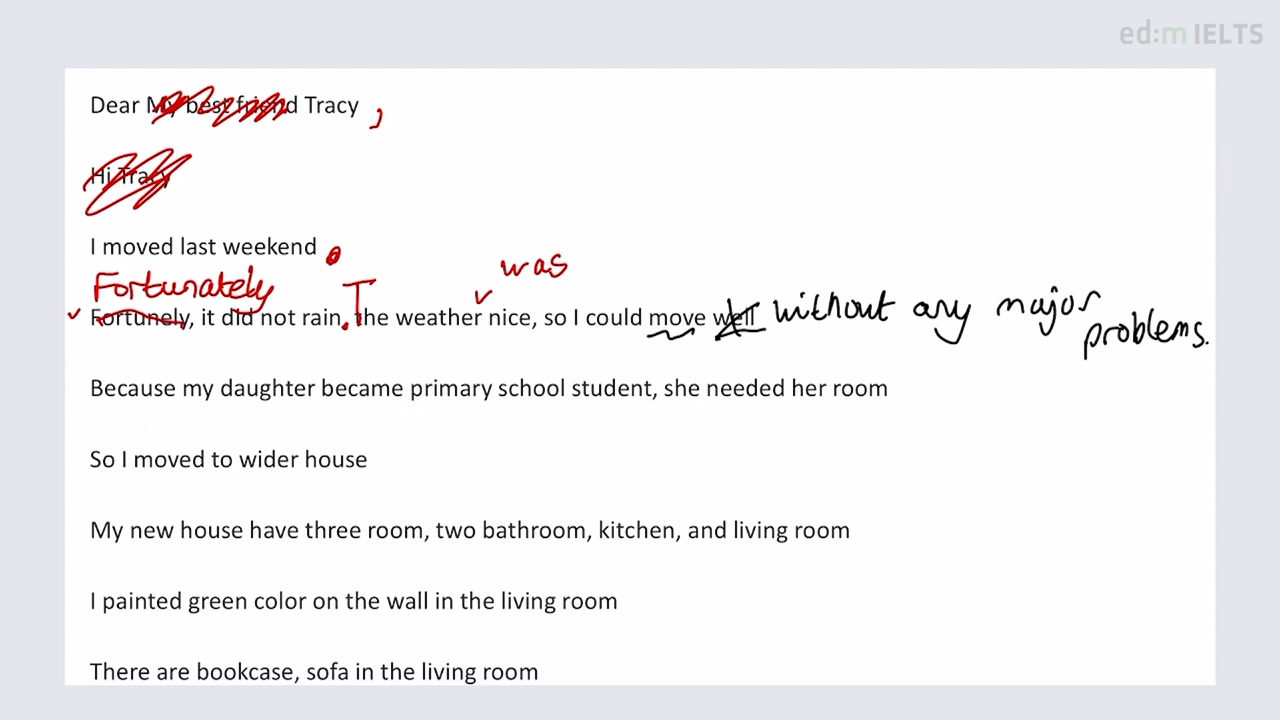 ed:m IELTS
Dear My best friend Tracy ,
Hi Tracy
I moved last weekend .
was
Fortunately T
Fortunely, it did not rain. the weather nice, so I could move well without any major
problems.
Because my daughter became primary school student, she needed her room
So I moved to wider house
My new house have three room, two bathroom, kitchen, and living room
I painted green color on the wall in the living room
There are bookcase, sofa in the living room